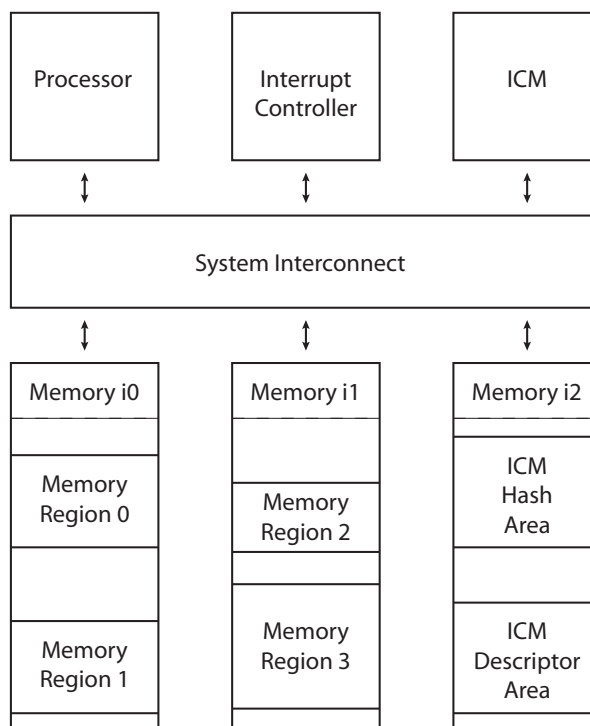 Processor
Interrupt
Controller
ICM
System Interconnect
Memory i0
Memory i1
Memory i2
Memory
Region 0
Memory
Region 1
Memory
Region 2
Memory
Region 3
ICM
Hash
Area
ICM
Descriptor
Area